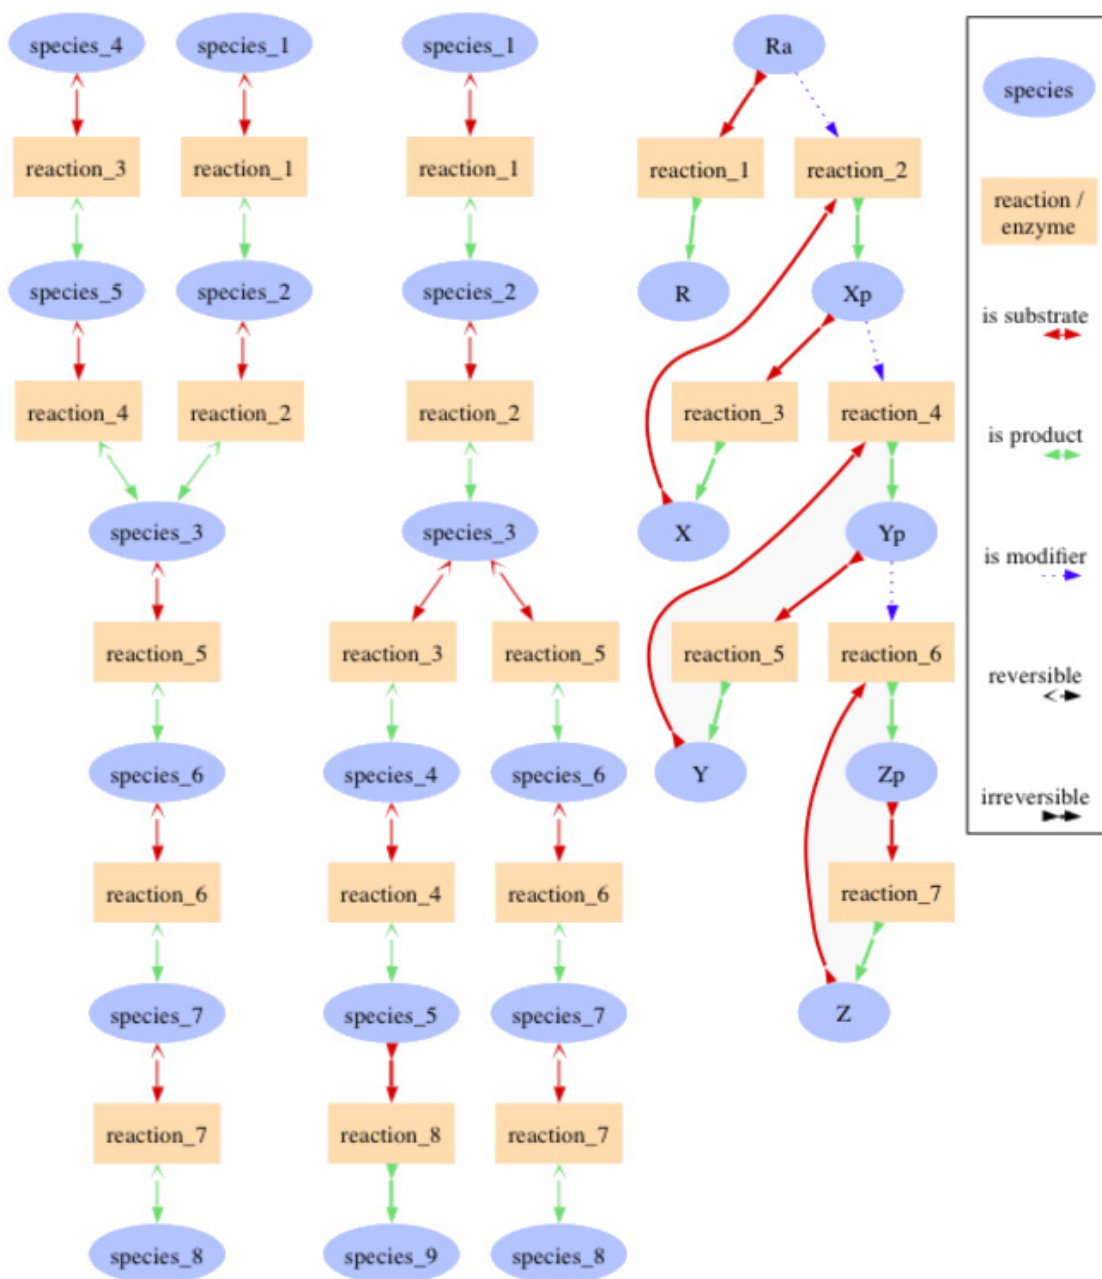 species_4
species_1
species_1
Ra
species
reaction_3
reaction_1
reaction_1
reaction_1
reaction_2
reaction /
enzyme
species_5
species_2
species_2
R
Xp
is substrate
reaction_4
reaction_2
reaction_2
reaction_3
reaction_4
is product
species_3
species_3
X
Yp
is modifier
reaction_5
reaction_3
reaction_5
reaction_5
reaction_6
reversible
species_6
species_4
species_6
Y
Zp
irreversible
reaction_6
reaction_4
reaction_6
reaction_7
species_7
species_5
species_7
Z
reaction_7
reaction_8
reaction_7
species_8
species_9
species_8